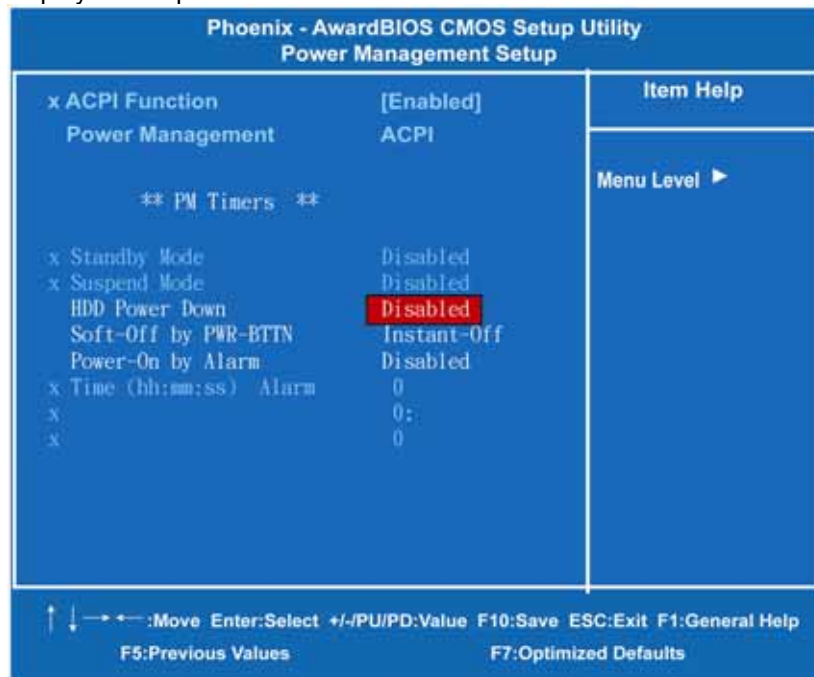 Phoenix - AwardBIOS CMOS Setup Utility
Power Management Setup
x ACPI Function [Enabled]
Power Management ACPI
** PM Timers **
x Standby Mode Disabled
x Suspend Mode Disabled
HDD Power Down Disabled
Soft-Off by PWR-BTTN Instant-Off
Power-On by Alarm Disabled
x Time (hh:mm:ss) Alarm 0
x 0:
x 0
Item Help
Menu Level ►
↑ ↓ → ← :Move Enter:Select +/-/PU/PD:Value F10:Save ESC:Exit F1:General Help
F5:Previous Values F7:Optimized Defaults